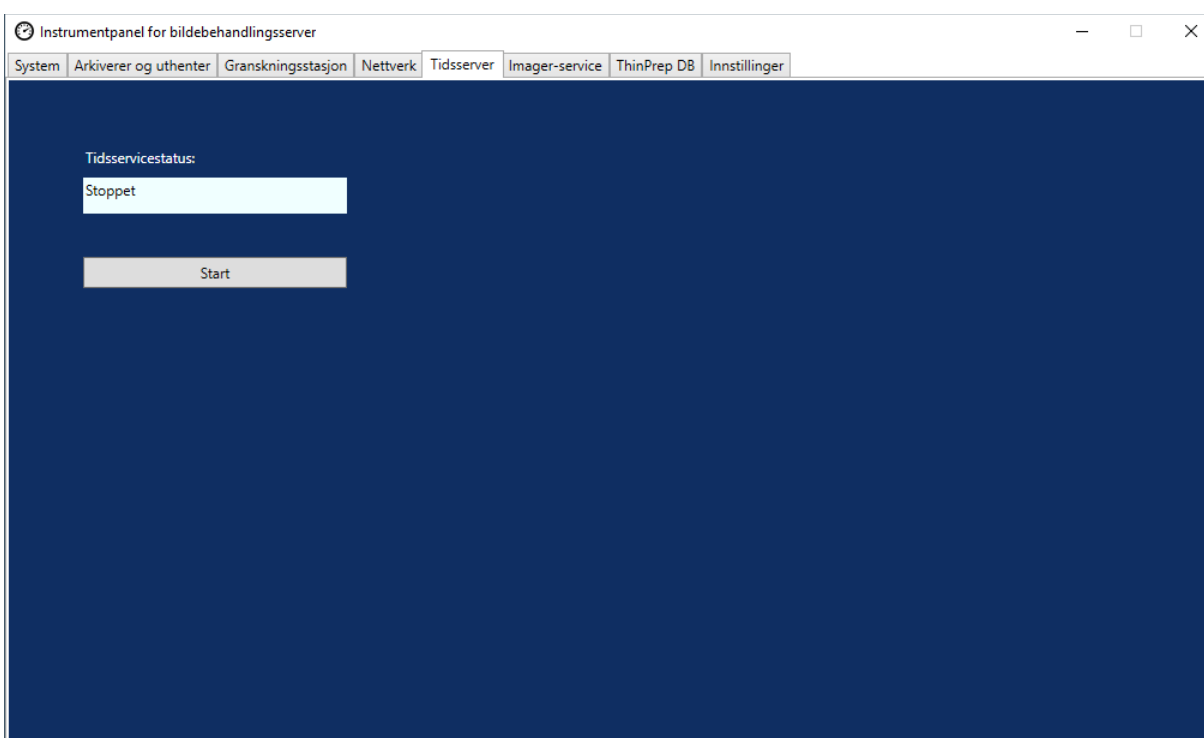 Instrumentpanel for bildebehandlingsserver
System Arkiverer og uthenter Granskningsstasjon Nettverk Tidsserver Imager-service ThinPrep DB Innstillinger
Tidsservicestatus:
Stoppet
Start